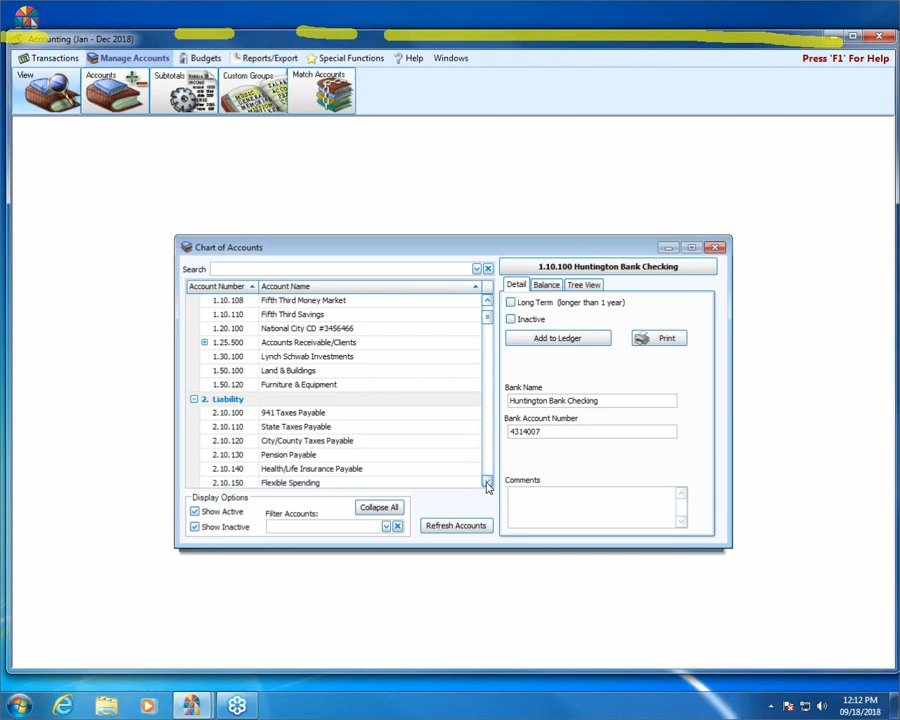 Accounting (Jan - Dec 2018)
Transactions Manage Accounts Budgets Reports/Export Special Functions Help Windows Press 'F1' For Help
View Accounts Subtotals Custom Groups Match Accounts
Chart of Accounts
Search
1.10.100 Huntington Bank Checking
Account Number Account Name
Detail Balance Tree View
1.10.108 Fifth Third Money Market
Long Term (longer than 1 year)
1.10.110 Fifth Third Savings
Inactive
1.20.100 National City CD #3456466
Add to Ledger Print
1.25.500 Accounts Receivable/Clients
1.30.100 Lynch Schwab Investments
1.50.100 Land & Buildings
1.50.120 Furniture & Equipment
Bank Name
2. Liability
Huntington Bank Checking
2.10.100 941 Taxes Payable
Bank Account Number
2.10.110 State Taxes Payable
4314007
2.10.120 City/County Taxes Payable
2.10.130 Pension Payable
2.10.140 Health/Life Insurance Payable
2.10.150 Flexible Spending
Comments
Display Options
Show Active
Filter Accounts:
Collapse All
Show Inactive
Refresh Accounts
12:12 PM
09/18/2018